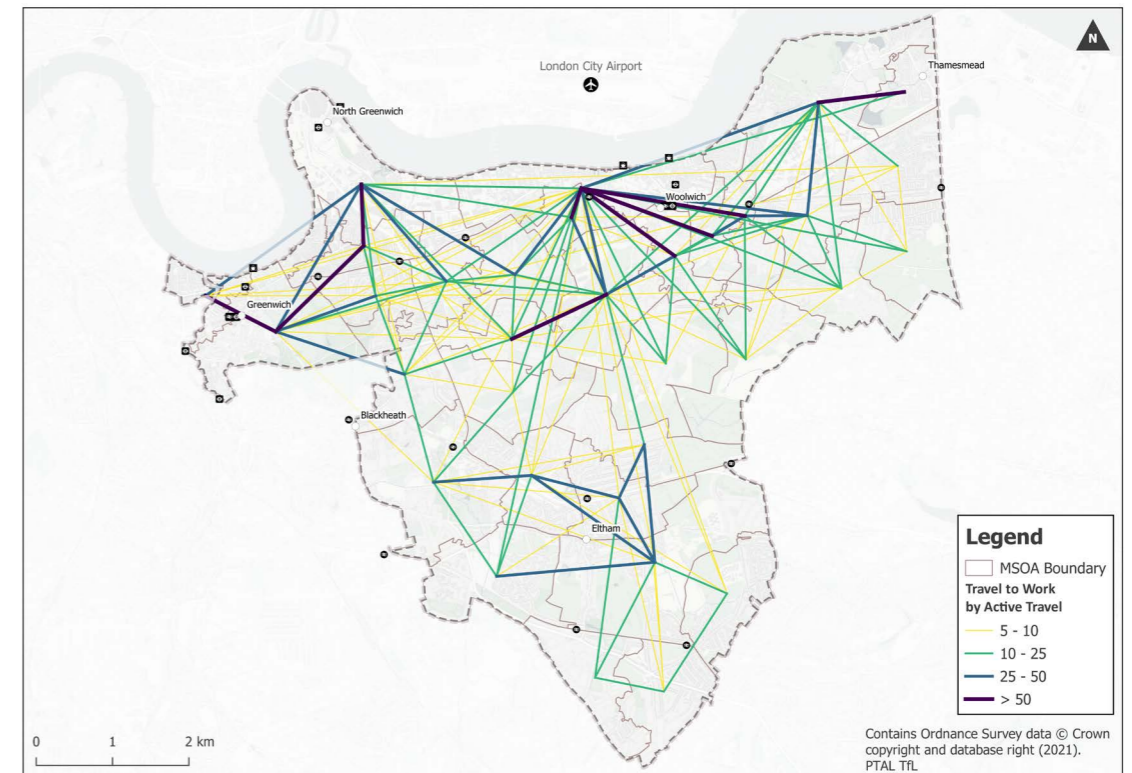 N
London City Airport
Thamesmead
North Greenwich
Woolwich
Greenwich
Blackheath
Eltham
Legend
MSOA Boundary
Travel to Work
by Active Travel
5 - 10
10 - 25
25 - 50
> 50
0 1 2 km
Contains Ordnance Survey data © Crown
copyright and database right (2021).
PTAL TfL